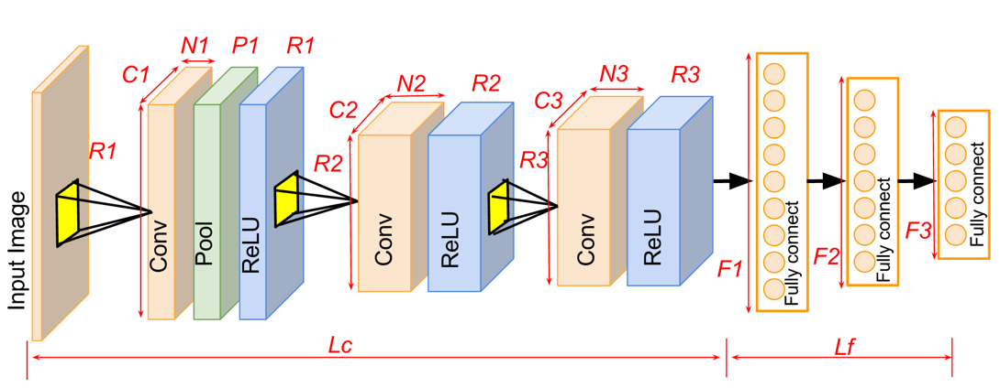 Input Image
R1
C1
N1
P1
R1
Conv
Pool
ReLU
R2
C2
N2
R2
Conv
ReLU
R3
C3
N3
R3
Conv
ReLU
F1
Fully connect
F2
Fully connect
F3
Fully connect
Lc
Lf